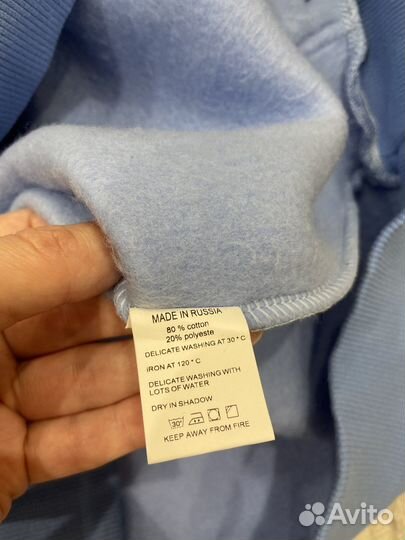 MADE IN RUSSIA
80 % cotton
20% polyeste
DELICATE WASHING AT 30 ° C
IRON AT 120 ° C
DELICATE WASHING WITH
LOTS OF WATER
DRY IN SHADOW
30°
KEEP AWAY FROM FIRE
Avito